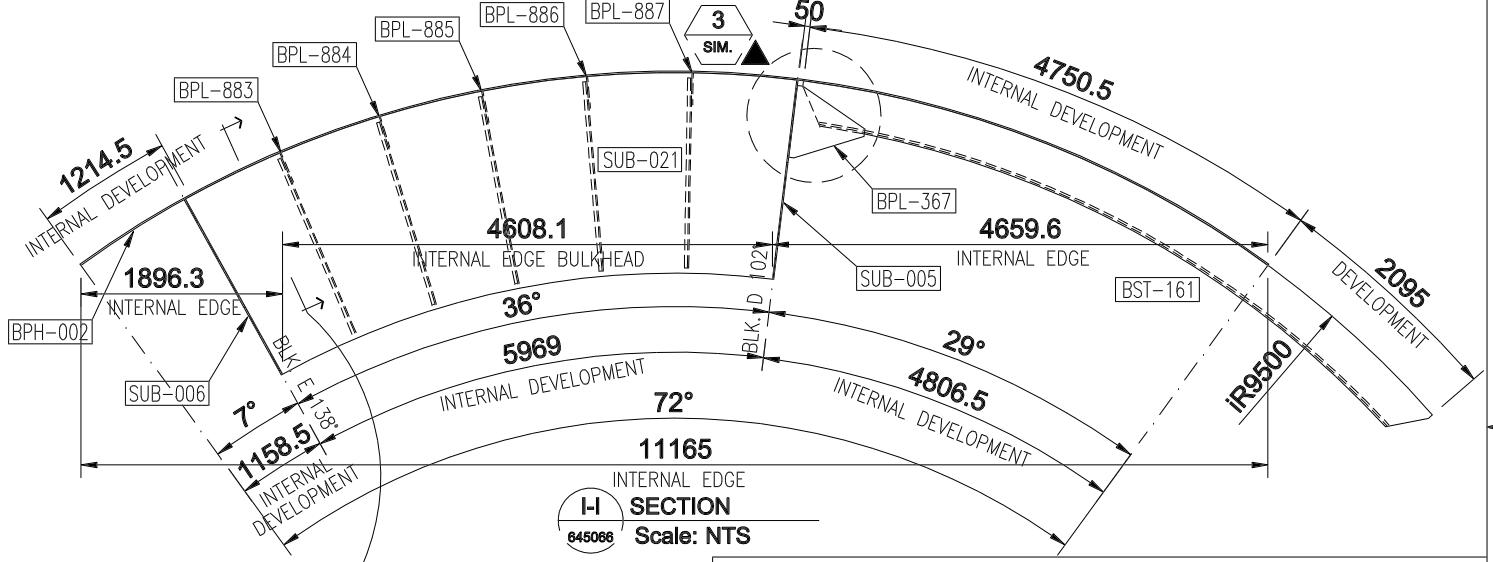 BPL-883
BPL-884
BPL-885
BPL-886
BPL-887
3
SIM.
50
4750.5
INTERNAL DEVELOPMENT
1214.5
INTERNAL DEVELOPMENT
SUB-021
BPL-367
4608.1
INTERNAL EDGE BULKHEAD
4659.6
INTERNAL EDGE
SUB-005
BST-161
2095
DEVELOPMENT
iR9500
1896.3
INTERNAL EDGE
BPH-002
SUB-006
BLK. E 138°
BLK. D 102°
36°
5969
INTERNAL DEVELOPMENT
29°
4806.5
INTERNAL DEVELOPMENT
7°
1158.5
INTERNAL
DEVELOPMENT
72°
11165
INTERNAL EDGE
I-I SECTION
645066 Scale: NTS